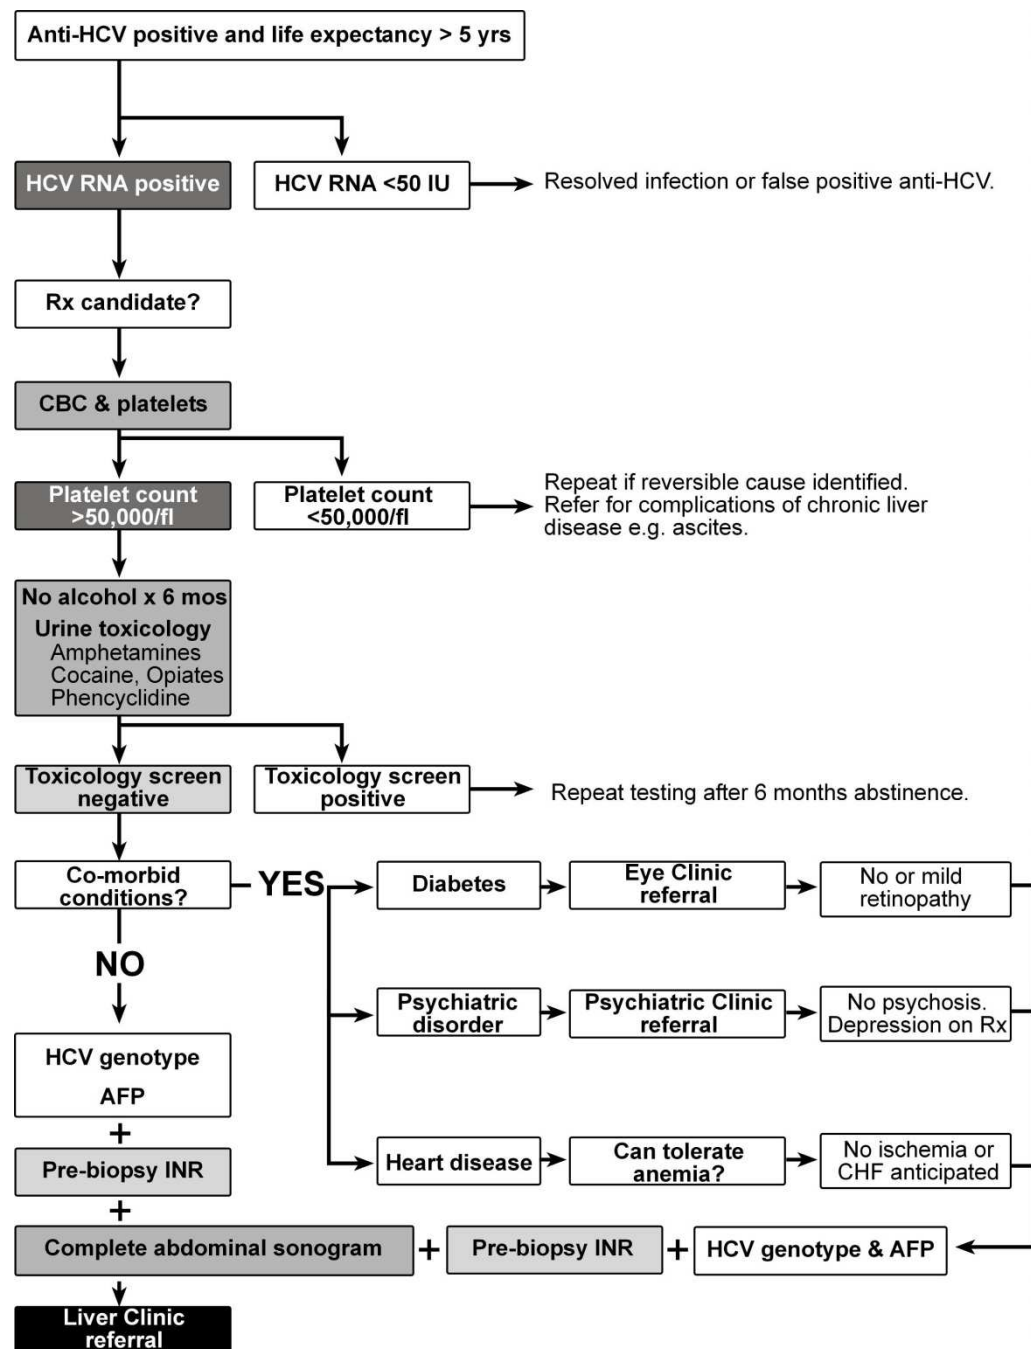 Anti-HCV positive and life expectancy > 5 yrs
HCV RNA positive
HCV RNA <50 IU
Resolved infection or false positive anti-HCV.
Rx candidate?
CBC & platelets
Platelet count
>50,000/fl
Platelet count
<50,000/fl
Repeat if reversible cause identified.
Refer for complications of chronic liver
disease e.g. ascites.
No alcohol x 6 mos
Urine toxicology
Amphetamines
Cocaine, Opiates
Phencyclidine
Toxicology screen
negative
Toxicology screen
positive
Repeat testing after 6 months abstinence.
Co-morbid
conditions?
YES
Diabetes
Eye Clinic
referral
No or mild
retinopathy
NO
Psychiatric
disorder
Psychiatric Clinic
referral
No psychosis.
Depression on Rx
HCV genotype
AFP
+
Pre-biopsy INR
Heart disease
Can tolerate
anemia?
No ischemia or
CHF anticipated
+
Complete abdominal sonogram
+
Pre-biopsy INR
+
HCV genotype & AFP
Liver Clinic
referral